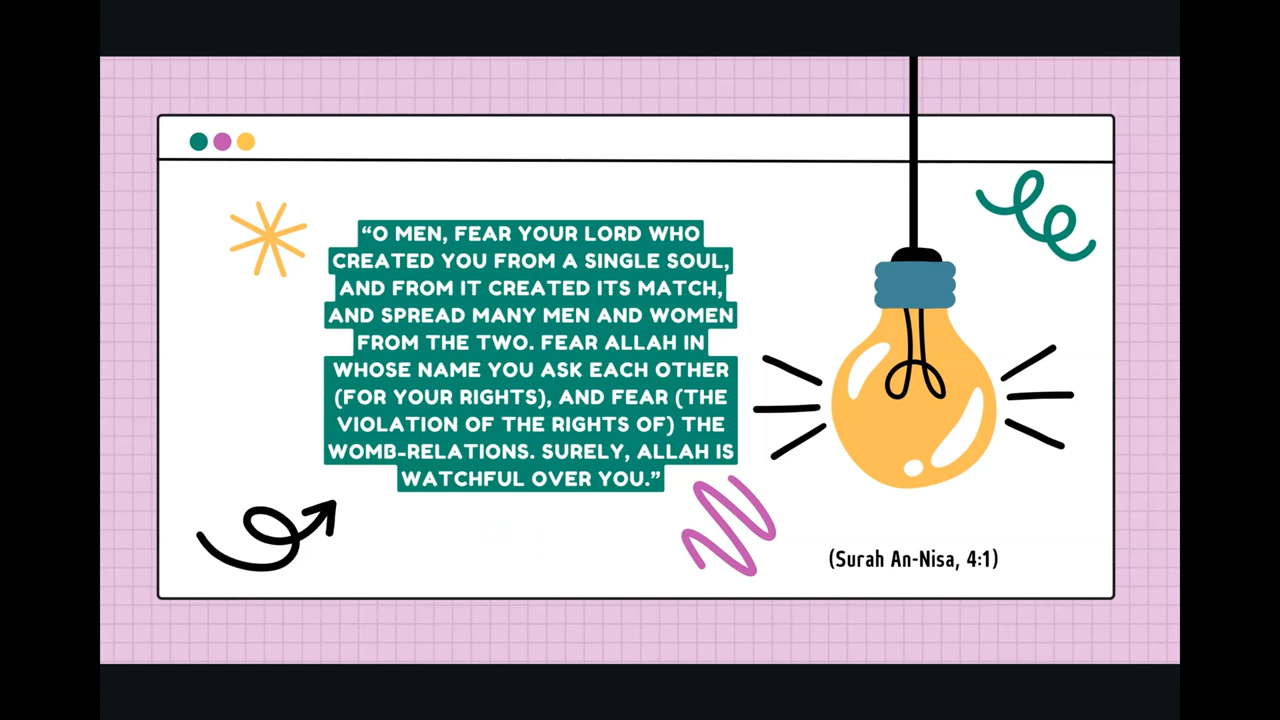 “O MEN, FEAR YOUR LORD WHO
CREATED YOU FROM A SINGLE SOUL,
AND FROM IT CREATED ITS MATCH,
AND SPREAD MANY MEN AND WOMEN
FROM THE TWO. FEAR ALLAH IN
WHOSE NAME YOU ASK EACH OTHER
(FOR YOUR RIGHTS), AND FEAR (THE
VIOLATION OF THE RIGHTS OF) THE
WOMB-RELATIONS. SURELY, ALLAH IS
WATCHFUL OVER YOU.”
(Surah An-Nisa, 4:1)